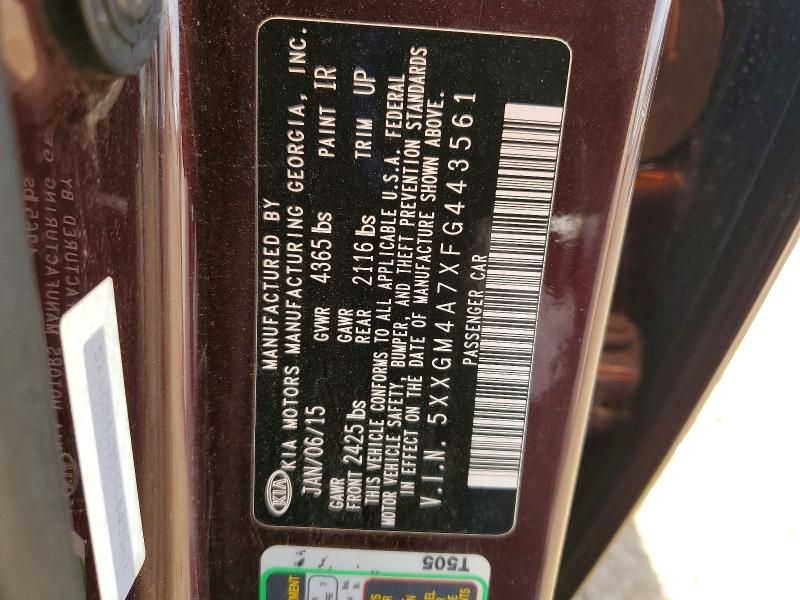 MANUFACTURED BY
KIA KIA MOTORS MANUFACTURING GEORGIA, INC.
JAN/06/15 GVWR 4365 lbs PAINT IR
GAWR GAWR
FRONT 2425 lbs REAR 2116 lbs TRIM UP
THIS VEHICLE CONFORMS TO ALL APPLICABLE U.S.A. FEDERAL
MOTOR VEHICLE SAFETY, BUMPER, AND THEFT PREVENTION STANDARDS
IN EFFECT ON THE DATE OF MANUFACTURE SHOWN ABOVE.
V.I.N. 5XXGM4A7XFG443561
PASSENGER CAR
T505